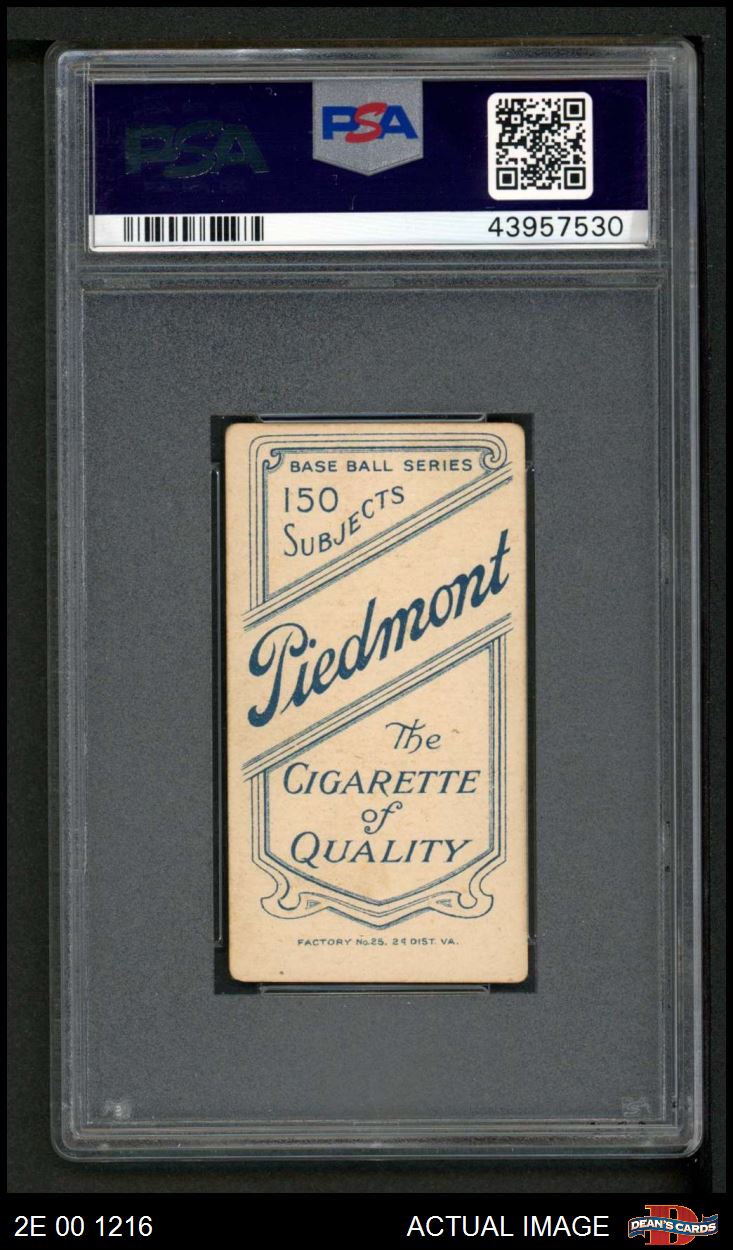 PSA
PSA
43957530
BASE BALL SERIES
150
SUBJECTS
Piedmont
The
CIGARETTE
of
QUALITY
FACTORY No. 25. 2d DIST. VA.
2E 00 1216
ACTUAL IMAGE
D
DEAN'S CARDS